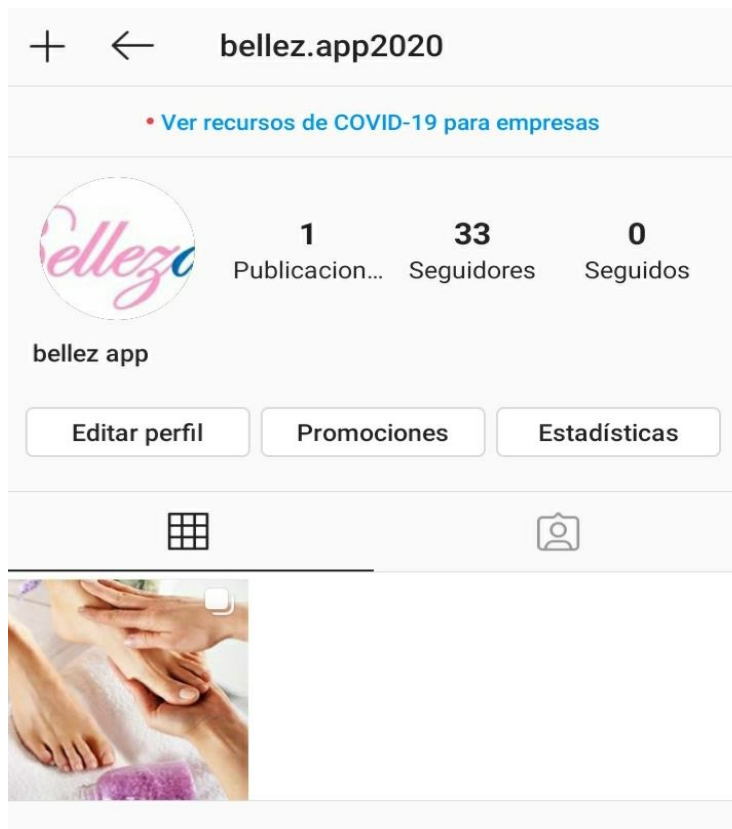 bellez.app2020
• Ver recursos de COVID-19 para empresas
1 33 0
Publicacion... Seguidores Seguidos
Belleza
bellez app
Editar perfil Promociones Estadísticas